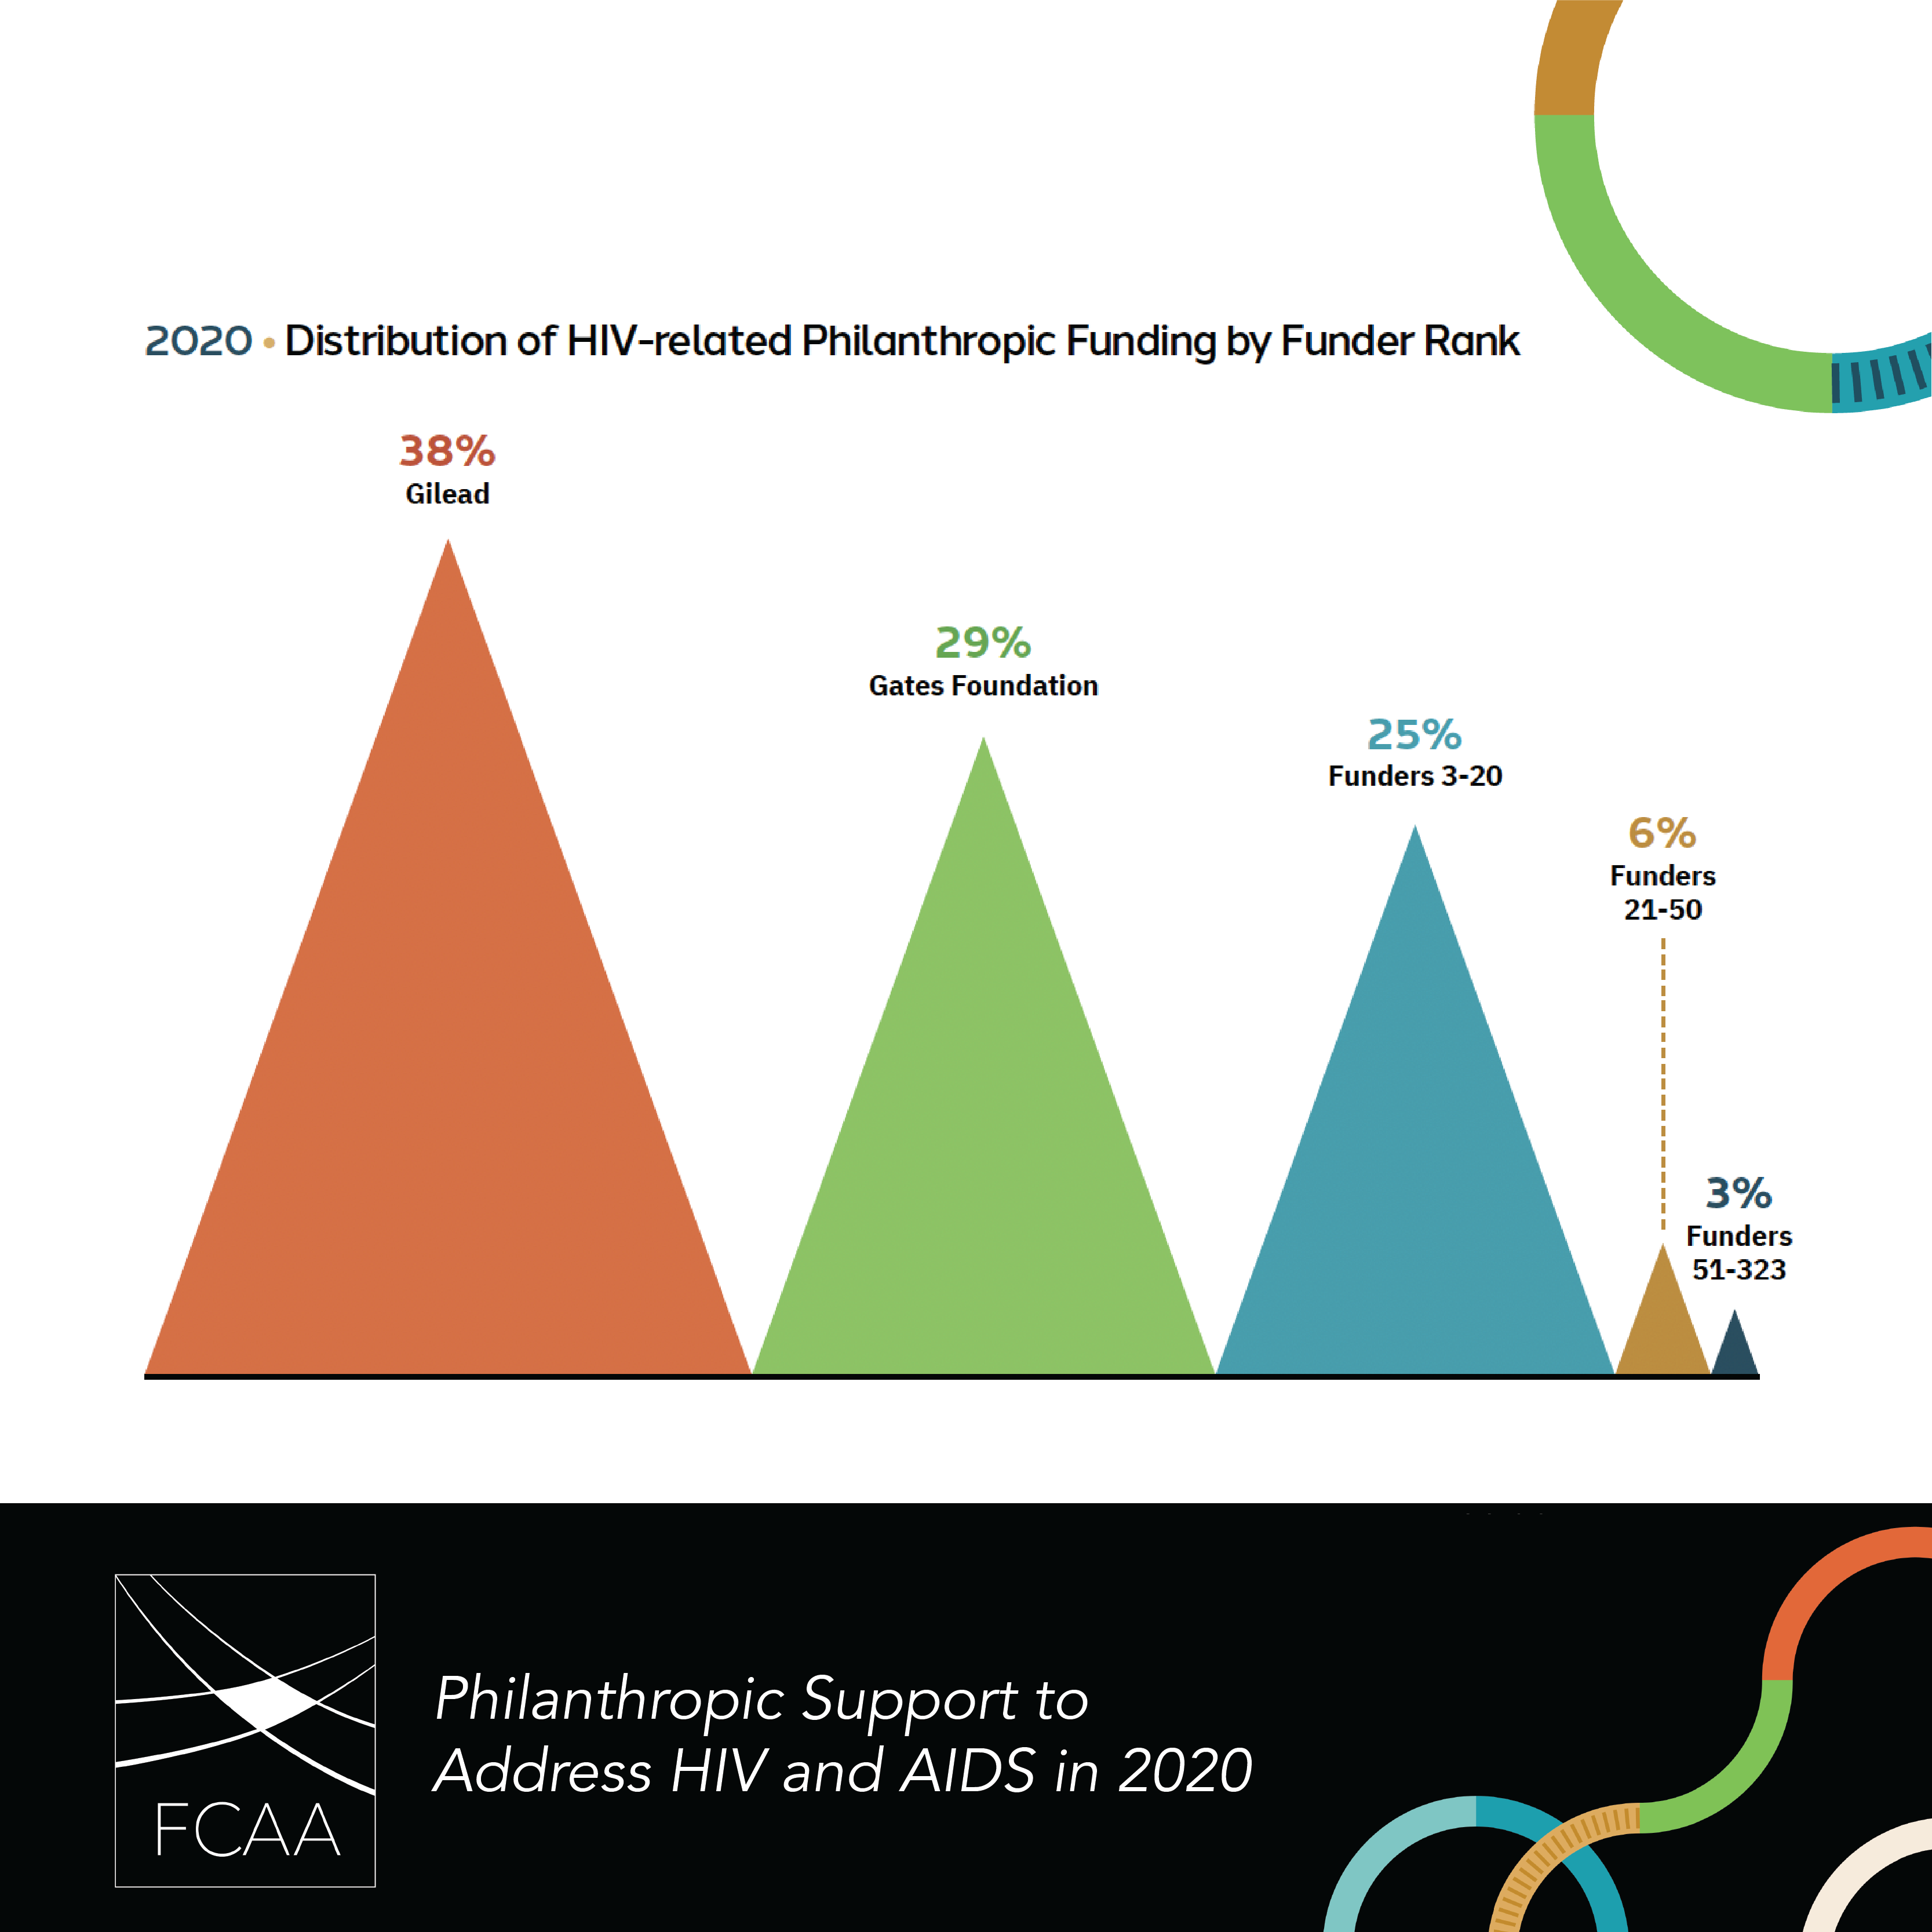 2020 • Distribution of HIV-related Philanthropic Funding by Funder Rank
38%
Gilead
29%
Gates Foundation
25%
Funders 3-20
6%
Funders
21-50
3%
Funders
51-323
FCAA
Philanthropic Support to
Address HIV and AIDS in 2020